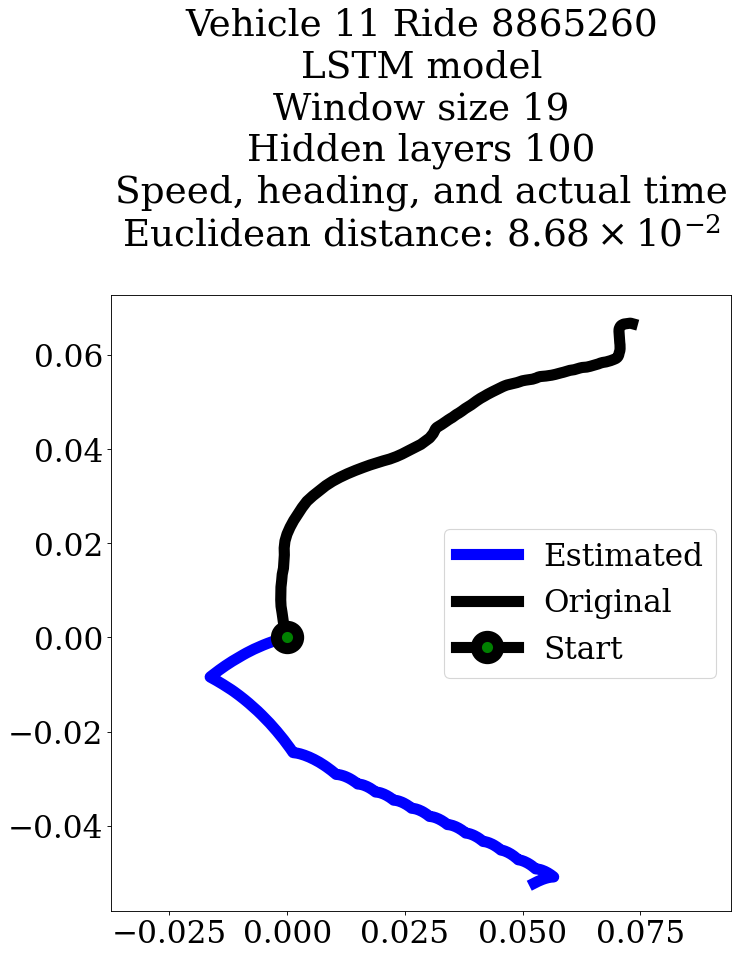 Vehicle 11 Ride 8865260
LSTM model
Window size 19
Hidden layers 100
Speed, heading, and actual time
Euclidean distance: 8.68 × 10⁻²
0.06
0.04
0.02
0.00
−0.02
−0.04
Estimated
Original
Start
−0.025 0.000 0.025 0.050 0.075